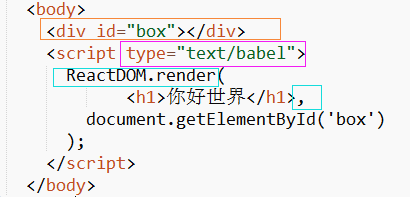 <body>
<div id="box"></div>
<script type="text/babel">
ReactDOM.render(
<h1>你好世界</h1>,
document.getElementById('box')
);
</script>
</body>